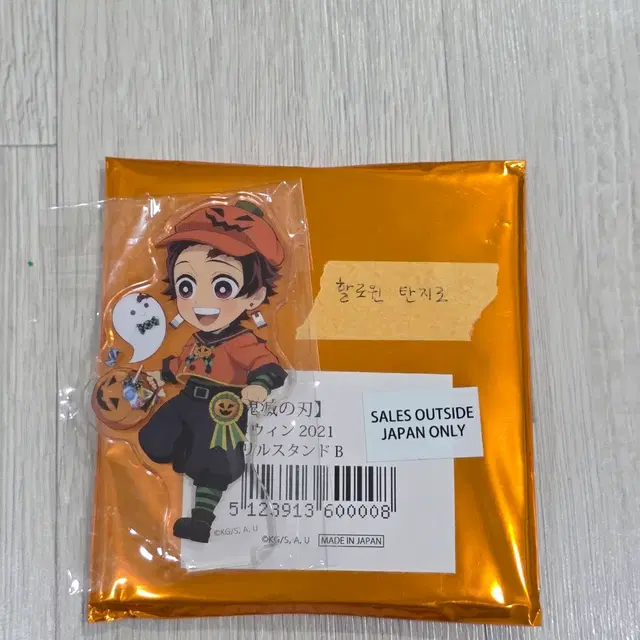 할로윈 탄지로
滅の刃】
ウィン 2021
リルスタンド B
SALES OUTSIDE
JAPAN ONLY
5 123913 600008
©KG/S, A, U
©KG/S, A, U MADE IN JAPAN